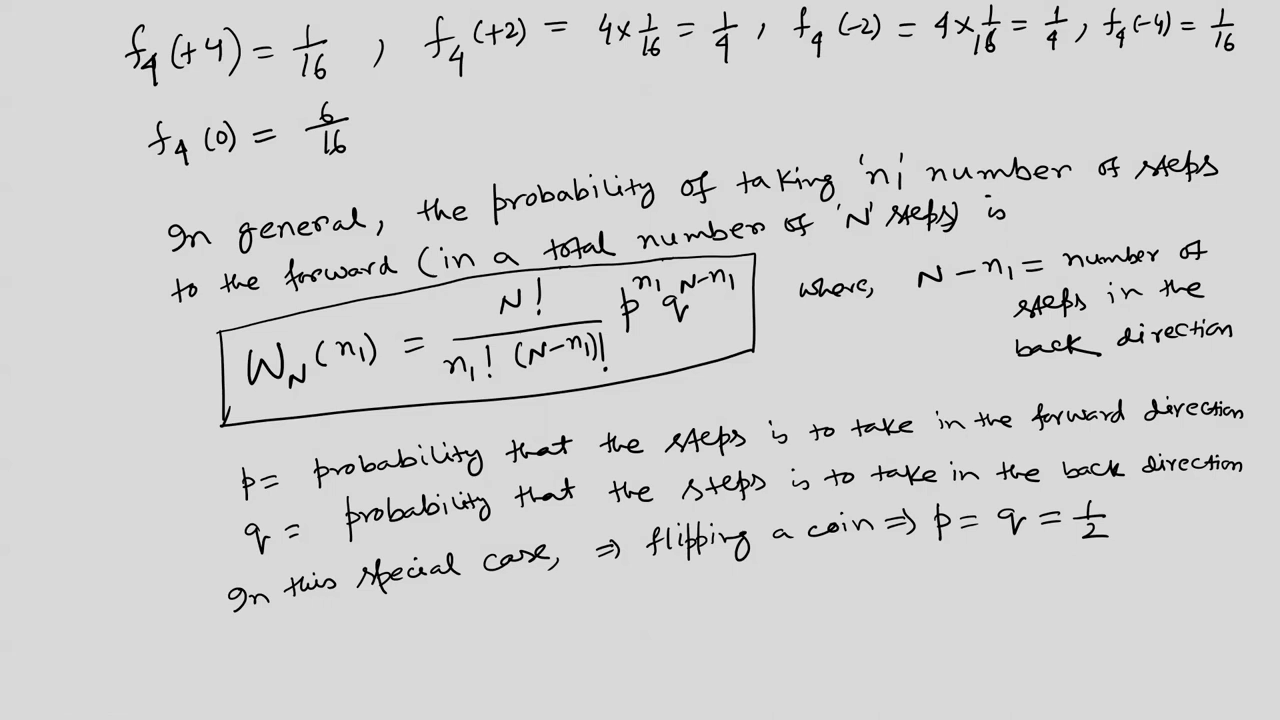 f₄(+4) = 1/16 , f₄(+2) = 4×1/16 = 1/4 , f₄(-2) = 4×1/16 = 1/4 , f₄(-4) = 1/16
f₄(0) = 6/16
In general, the probability of taking 'n₁' number of steps
to the forward (in a total number of 'N' steps) is
W_N(n₁) = N! / n₁! (N-n₁)! p^n₁ q^N-n₁
where, N - n₁ = number of
steps in the
back direction
p = probability that the steps is to take in the forward direction
q = probability that the steps is to take in the back direction
In this special case, ⇒ flipping a coin ⇒ p = q = 1/2